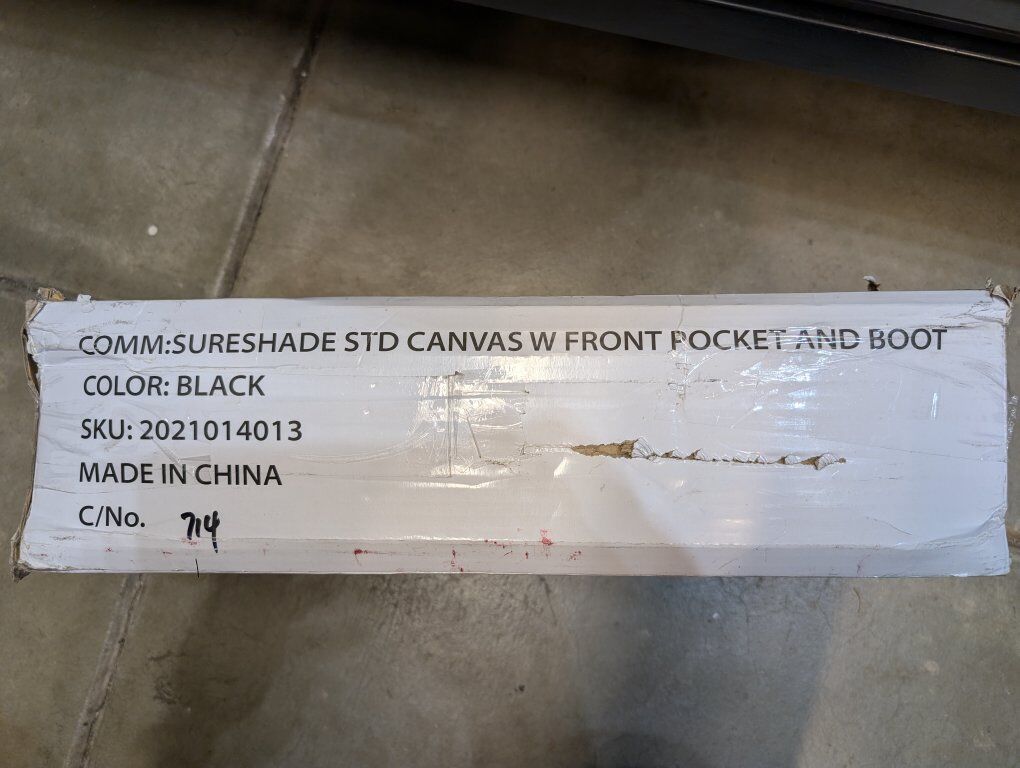 COMM:SURESHADE STD CANVAS W FRONT POCKET AND BOOT
COLOR: BLACK
SKU: 2021014013
MADE IN CHINA
C/No. 714